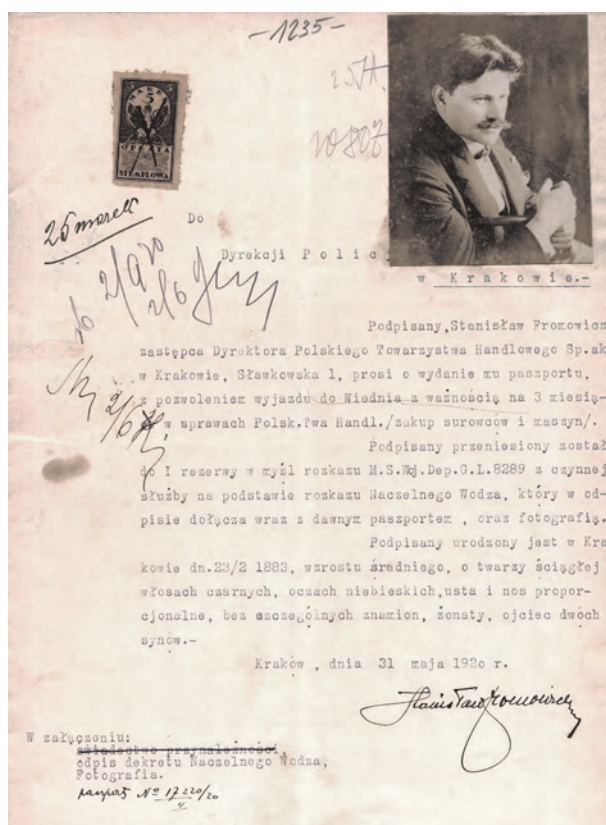 -1235-
MAREK
5
OPŁATA
STEMPLOWA
25 marek
Do
Dyrekcji Polic
w Krakowie.-
Podpisany,Stanisław Fromowicz
zastępca Dyrektora Polskiego Towarzystwa Handlowego Sp.ak
w Krakowie, Sławkowska 1, prosi o wydanie mu paszportu,
z pozwoleniem wyjazdu do Wiednia z ważnością na 3 miesią-
w sprawach Polsk.Twa Handl./zakup surowców i maszyn/.
Podpisany przeniesiony został
do I rezerwy w myśl rozkazu M.S.Woj.Dep.G.L.8289 z czynnej
służby na podstawie rozkazu Naczelnego Wodza, który w od-
pisie dołącza wraz z dawnym paszportem , oraz fotografią.
Podpisany urodzony jest w Kra
kowie dn.23/2 1883, wzrostu średniego, o twarzy ściągłej
włosach czarnych, oczach niebieskich,usta i nos propor-
cjonalne, bez szczególnych znamion, żonaty, ojciec dwóch
synów.-
Kraków , dnia 31 maja 1920 r.
Stanisław Fromowicz
W załączeniu:
świadectwo przynależności,
odpis dekretu Naczelnego Wodza,
Fotografia.
paszport № 17220/20